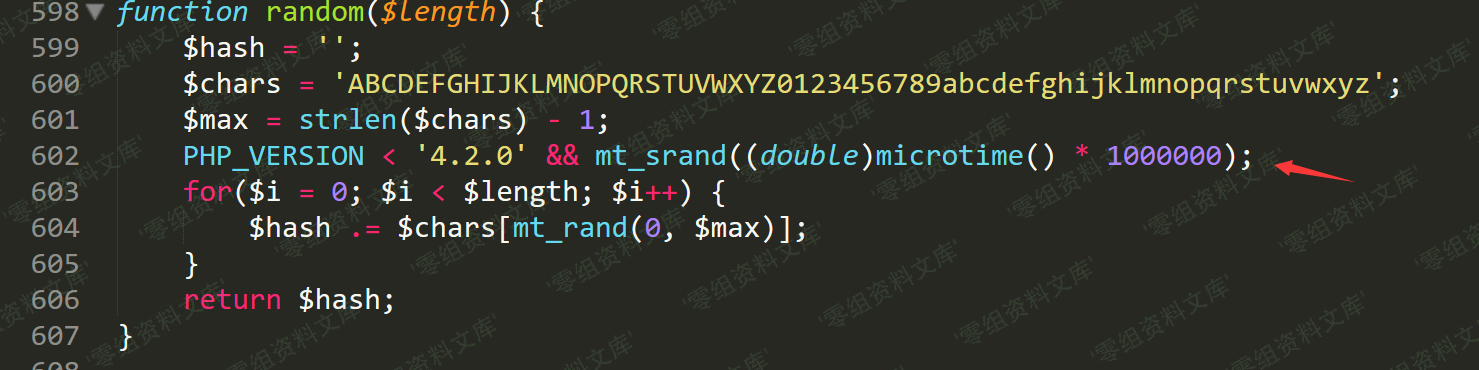 598 function random($length) {
599 $hash = '';
600 $chars = 'ABCDEFGHIJKLMNOPQRSTUVWXYZ0123456789abcdefghijklmnopqrstuvwxyz';
601 $max = strlen($chars) - 1;
602 PHP_VERSION < '4.2.0' && mt_srand((double)microtime() * 1000000);
603 for($i = 0; $i < $length; $i++) {
604 $hash .= $chars[mt_rand(0, $max)];
605 }
606 return $hash;
607 }
608
'零组资料文库'